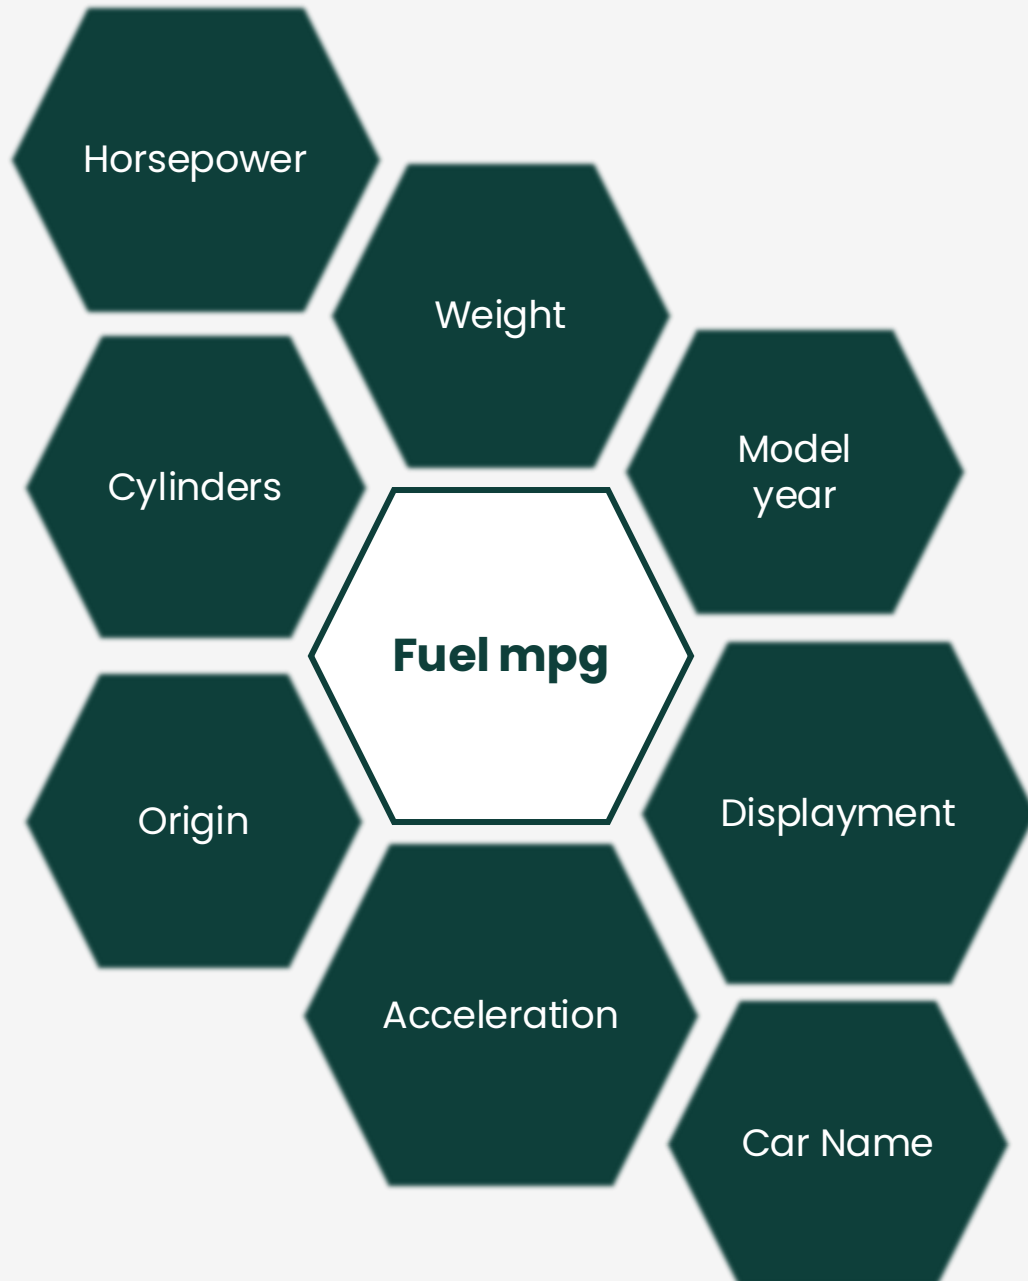 Horsepower
Weight
Model
year
Cylinders
Fuel mpg
Displayment
Origin
Acceleration
Car Name